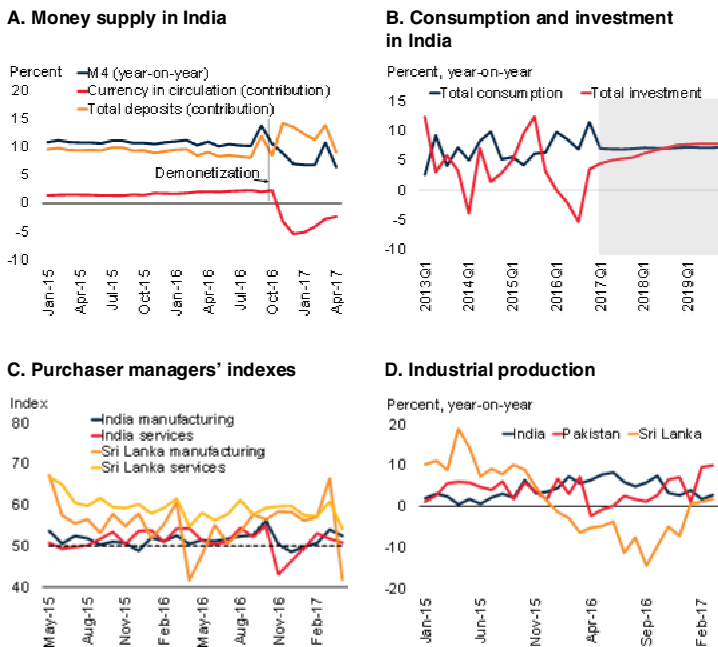 A. Money supply in India
Percent
M4 (year-on-year)
20
Currency in circulation (contribution)
Total deposits (contribution)
15
10
Demonetization
5
0
-5
-10
Jan-15
Apr-15
Jul-15
Oct-15
Jan-16
Apr-16
Jul-16
Oct-16
Jan-17
Apr-17
B. Consumption and investment
in India
Percent, year-on-year
15
Total consumption
Total investment
10
5
0
-5
-10
2013Q1
2014Q1
2015Q1
2016Q1
2017Q1
2018Q1
2019Q1
C. Purchaser managers' indexes
Index
80
India manufacturing
India services
Sri Lanka manufacturing
Sri Lanka services
70
60
50
40
May-15
Aug-15
Nov-15
Feb-16
May-16
Aug-16
Nov-16
Feb-17
D. Industrial production
Percent, year-on-year
20
India
Pakistan
Sri Lanka
10
0
-10
-20
Jan-15
Jun-15
Nov-15
Apr-16
Sep-16
Feb-17